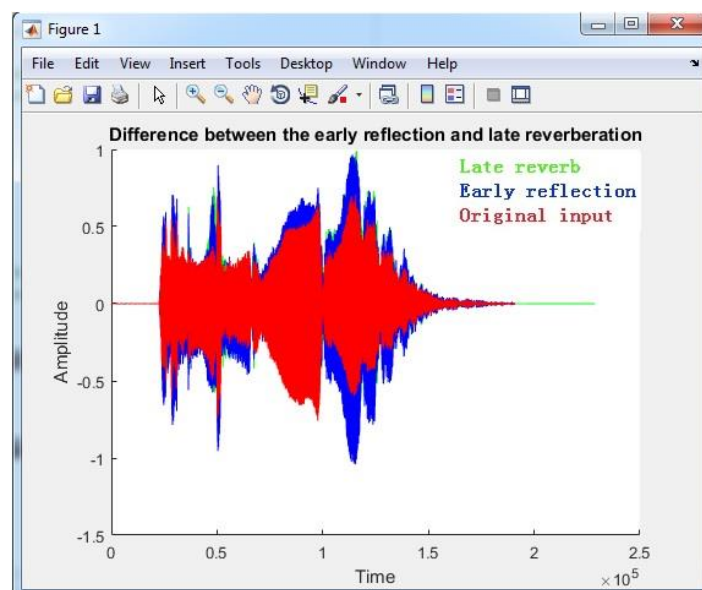 Figure 1
File Edit View Insert Tools Desktop Window Help
Difference between the early reflection and late reverberation
Late reverb
Early reflection
Original input
1
0.5
0
-0.5
-1
-1.5
Amplitude
0 0.5 1 1.5 2 2.5
Time
× 10^5